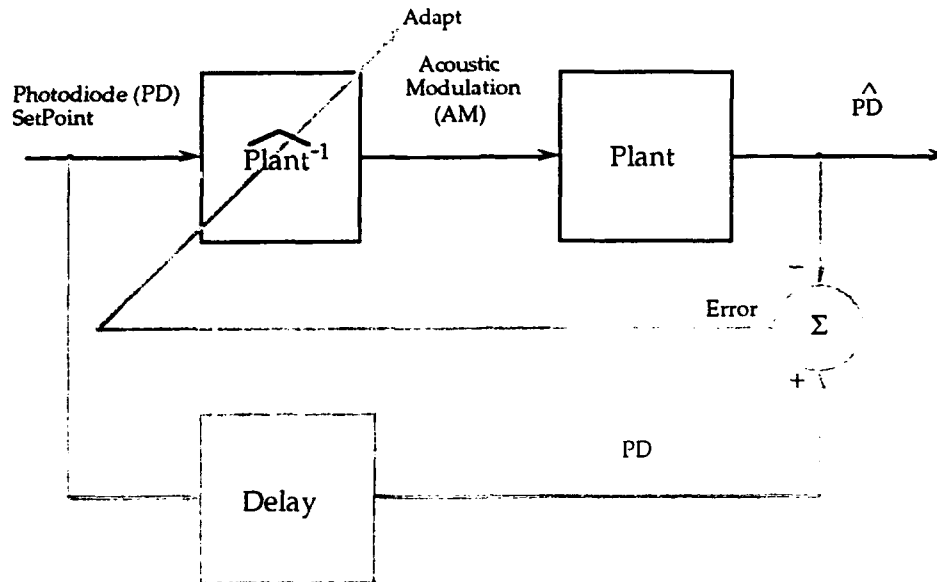 Adapt
Photodiode (PD)
SetPoint
Acoustic
Modulation
(AM)
^
PD
^
Plant⁻¹
Plant
−
Error
Σ
+
PD
Delay